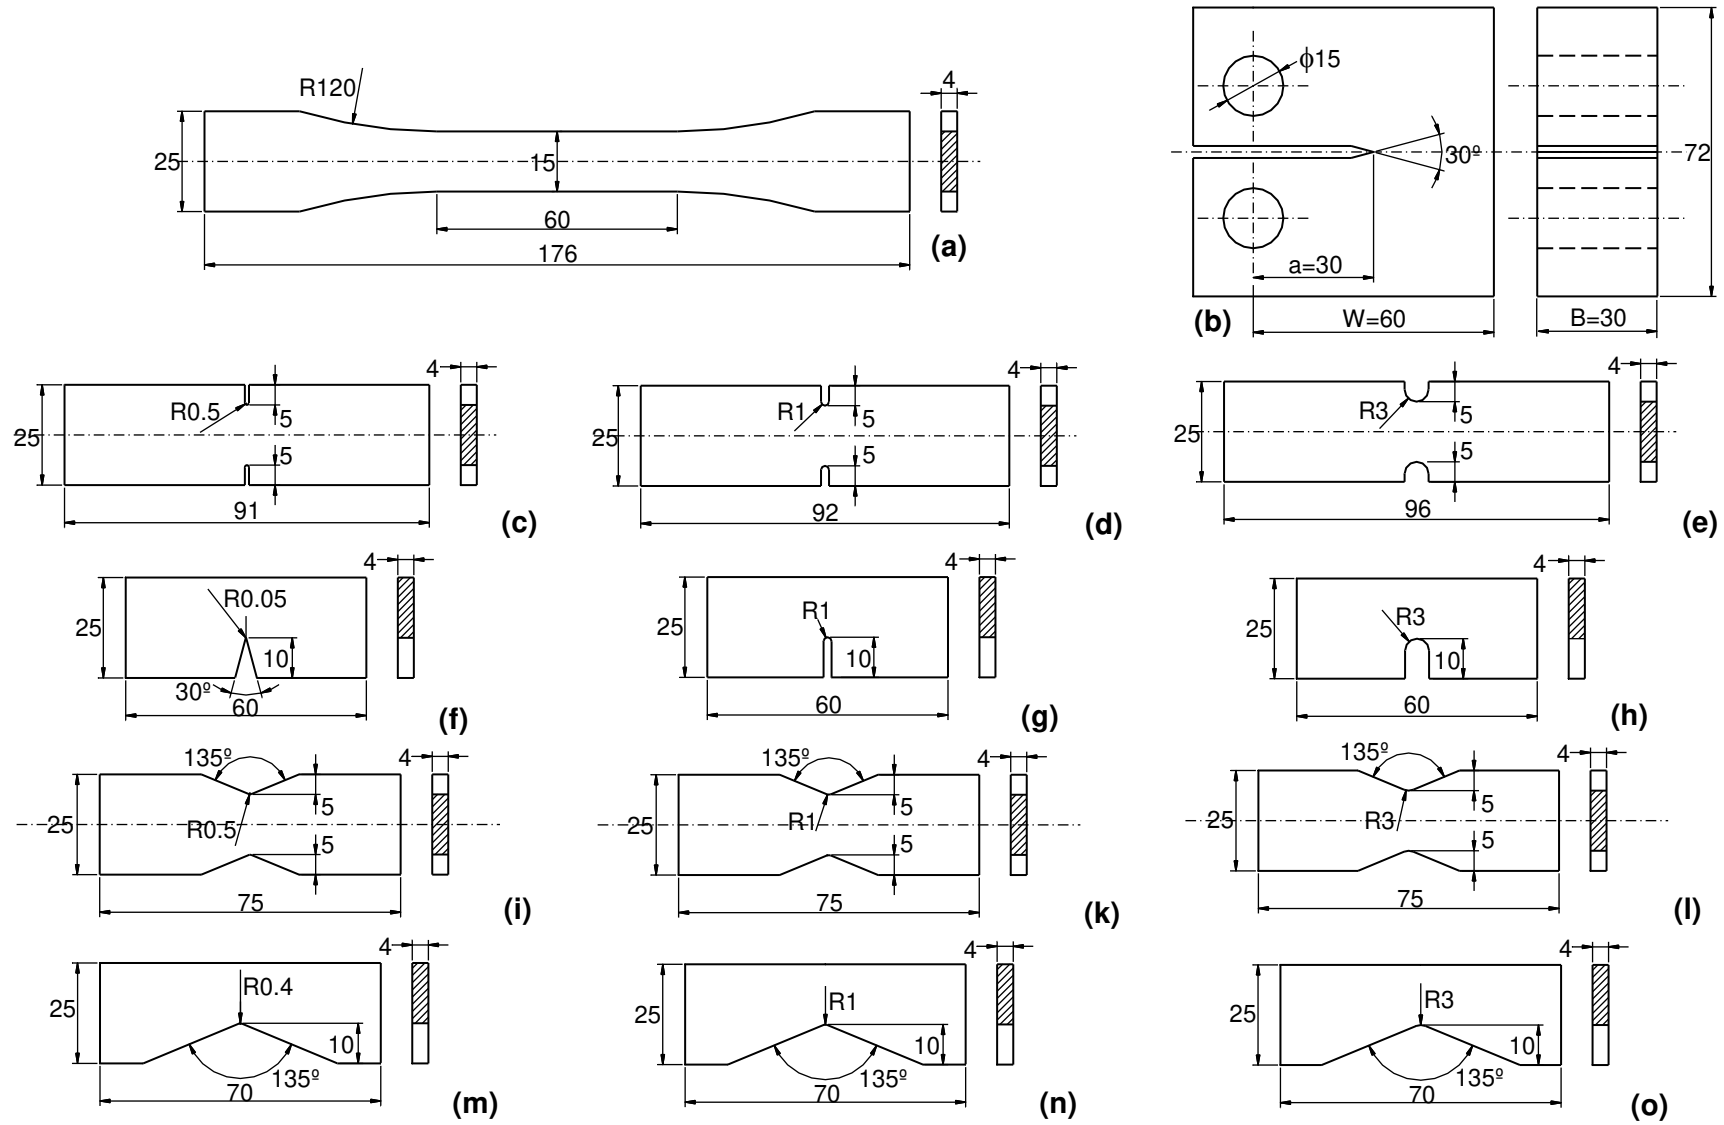 R120
25
15
60
176
4
(a)
ϕ15
30º
a=30
W=60
B=30
72
(b)
25
R0.5
5
5
91
4
(c)
25
R1
5
5
92
4
(d)
25
R3
5
5
96
4
(e)
25
R0.05
10
30º
60
4
(f)
25
R1
10
60
4
(g)
25
R3
10
60
4
(h)
135º
25
R0.5
5
5
75
4
(i)
135º
25
R1
5
5
75
4
(k)
135º
25
R3
5
5
75
4
(l)
25
R0.4
10
135º
70
4
(m)
25
R1
10
135º
70
4
(n)
25
R3
10
135º
70
4
(o)